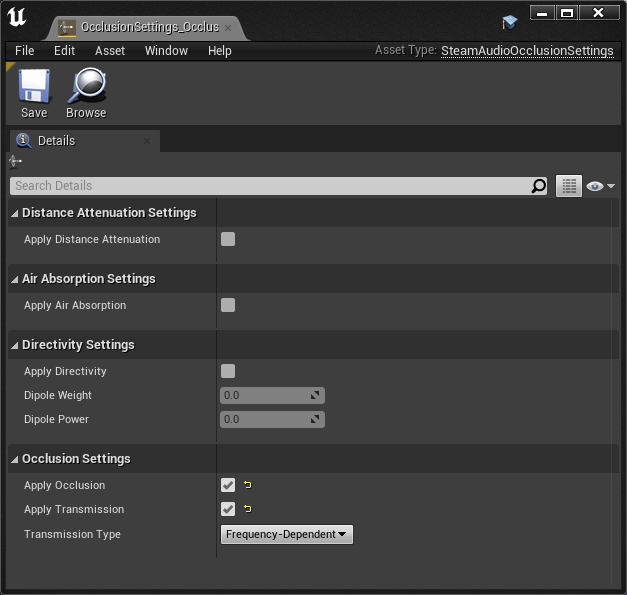 OcclusionSettings_Occlus
File Edit Asset Window Help Asset Type: SteamAudioOcclusionSettings
Save Browse
Details
Search Details
Distance Attenuation Settings
Apply Distance Attenuation
Air Absorption Settings
Apply Air Absorption
Directivity Settings
Apply Directivity
Dipole Weight 0.0
Dipole Power 0.0
Occlusion Settings
Apply Occlusion
Apply Transmission
Transmission Type Frequency-Dependent